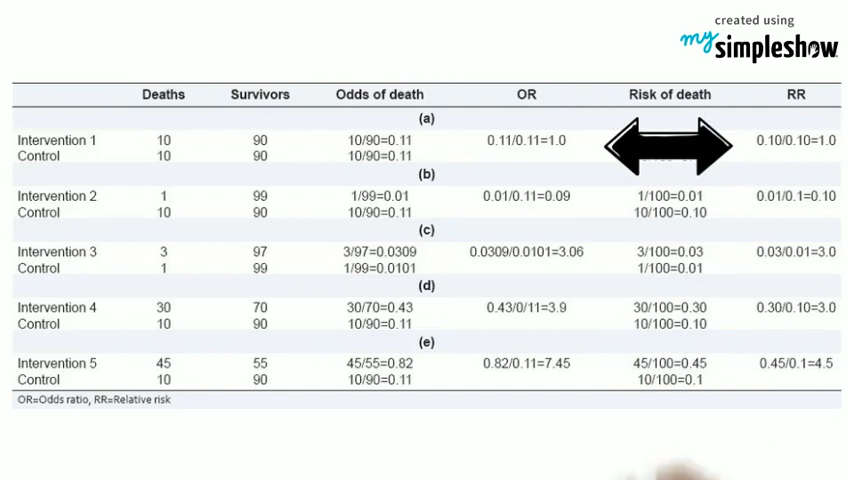 created using
my simpleshow
Deaths Survivors Odds of death OR Risk of death RR
(a)
Intervention 1 10 90 10/90=0.11 0.11/0.11=1.0 0.10/0.10=1.0
Control 10 90 10/90=0.11
(b)
Intervention 2 1 99 1/99=0.01 0.01/0.11=0.09 1/100=0.01 0.01/0.1=0.10
Control 10 90 10/90=0.11 10/100=0.10
(c)
Intervention 3 3 97 3/97=0.0309 0.0309/0.0101=3.06 3/100=0.03 0.03/0.01=3.0
Control 1 99 1/99=0.0101 1/100=0.01
(d)
Intervention 4 30 70 30/70=0.43 0.43/0/11=3.9 30/100=0.30 0.30/0.10=3.0
Control 10 90 10/90=0.11 10/100=0.10
(e)
Intervention 5 45 55 45/55=0.82 0.82/0.11=7.45 45/100=0.45 0.45/0.1=4.5
Control 10 90 10/90=0.11 10/100=0.1
OR=Odds ratio, RR=Relative risk